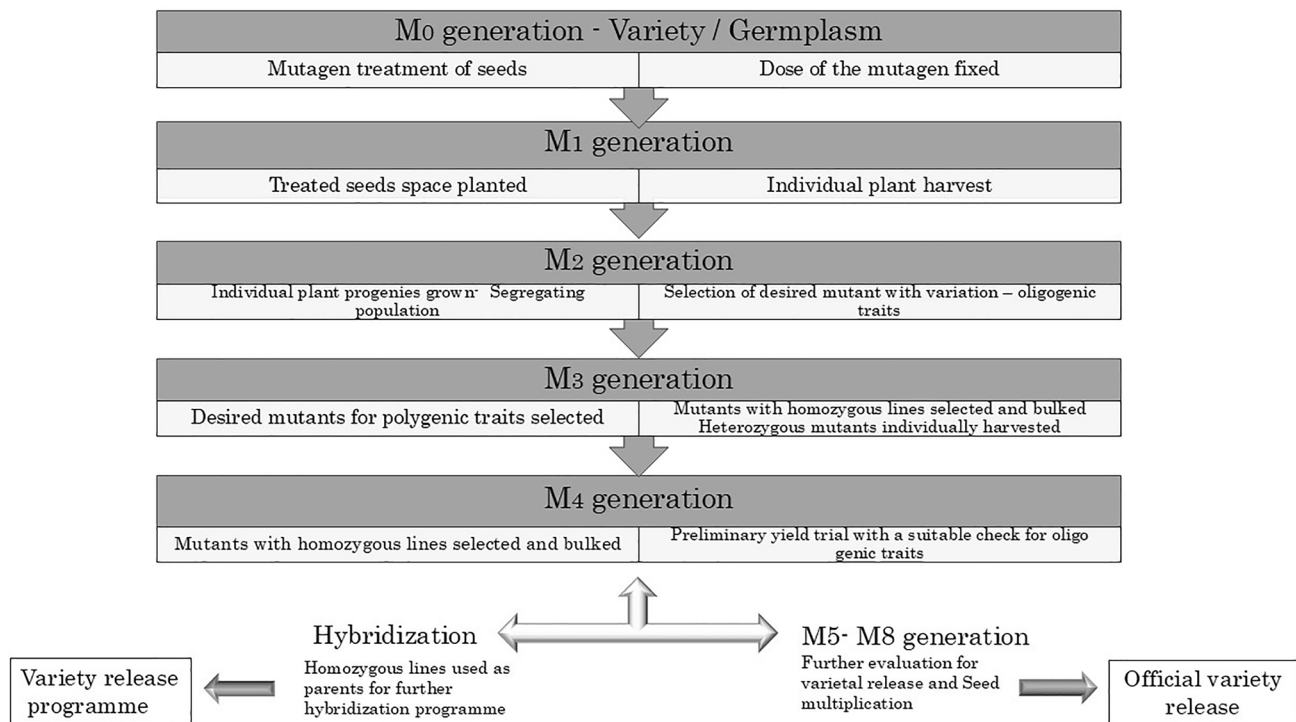 M0 generation - Variety / Germplasm
Mutagen treatment of seeds
Dose of the mutagen fixed
M1 generation
Treated seeds space planted
Individual plant harvest
M2 generation
Individual plant progenies grown- Segregating
population
Selection of desired mutant with variation – oligogenic
traits
M3 generation
Desired mutants for polygenic traits selected
Mutants with homozygous lines selected and bulked
Heterozygous mutants individually harvested
M4 generation
Mutants with homozygous lines selected and bulked
Preliminary yield trial with a suitable check for oligo
genic traits
Hybridization
Homozygous lines used as
parents for further
hybridization programme
M5- M8 generation
Further evaluation for
varietal release and Seed
multiplication
Variety release
programme
Official variety
release